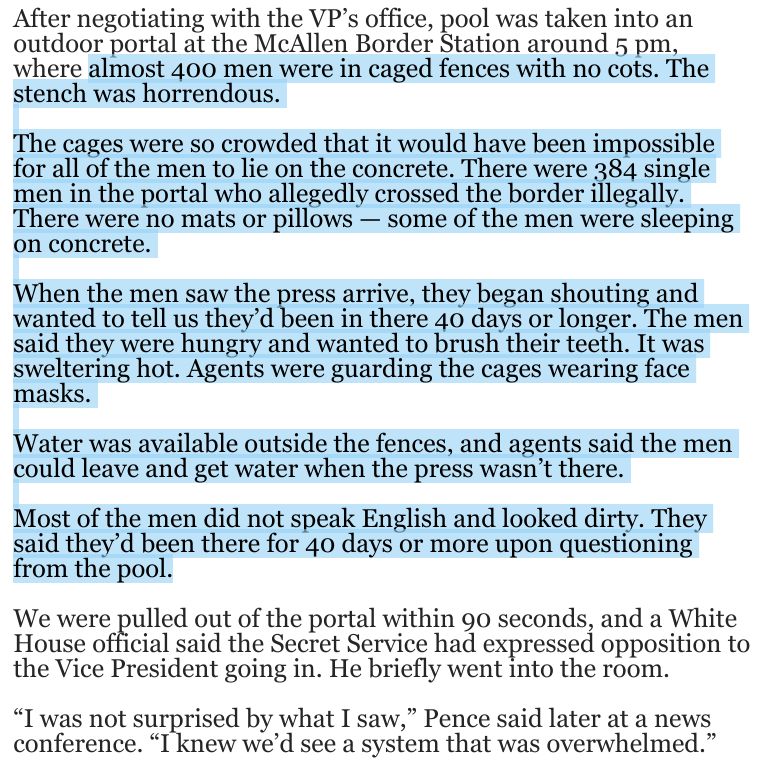 After negotiating with the VP’s office, pool was taken into an
outdoor portal at the McAllen Border Station around 5 pm,
where almost 400 men were in caged fences with no cots. The
stench was horrendous.
The cages were so crowded that it would have been impossible
for all of the men to lie on the concrete. There were 384 single
men in the portal who allegedly crossed the border illegally.
There were no mats or pillows — some of the men were sleeping
on concrete.
When the men saw the press arrive, they began shouting and
wanted to tell us they’d been in there 40 days or longer. The men
said they were hungry and wanted to brush their teeth. It was
sweltering hot. Agents were guarding the cages wearing face
masks.
Water was available outside the fences, and agents said the men
could leave and get water when the press wasn’t there.
Most of the men did not speak English and looked dirty. They
said they’d been there for 40 days or more upon questioning
from the pool.
We were pulled out of the portal within 90 seconds, and a White
House official said the Secret Service had expressed opposition to
the Vice President going in. He briefly went into the room.
“I was not surprised by what I saw,” Pence said later at a news
conference. “I knew we’d see a system that was overwhelmed.”